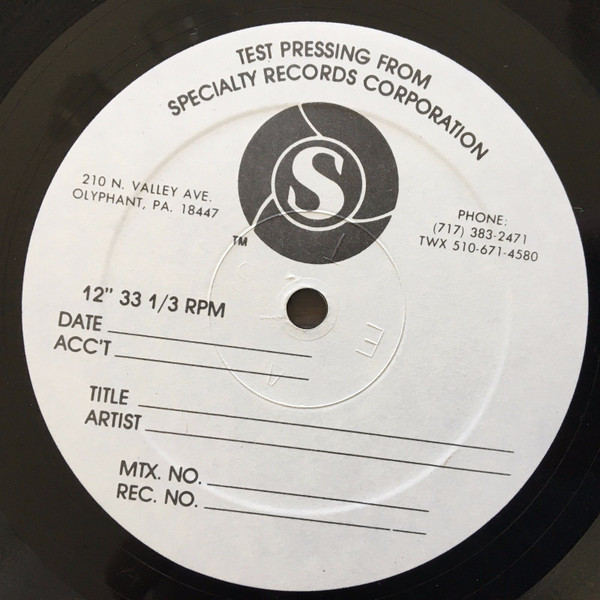 TEST PRESSING FROM
SPECIALTY RECORDS CORPORATION
S
TM
210 N. VALLEY AVE.
OLYPHANT, PA. 18447
PHONE:
(717) 383-2471
TWX 510-671-4580
12" 33 1/3 RPM
DATE
ACC'T
TITLE
ARTIST
MTX. NO.
REC. NO.